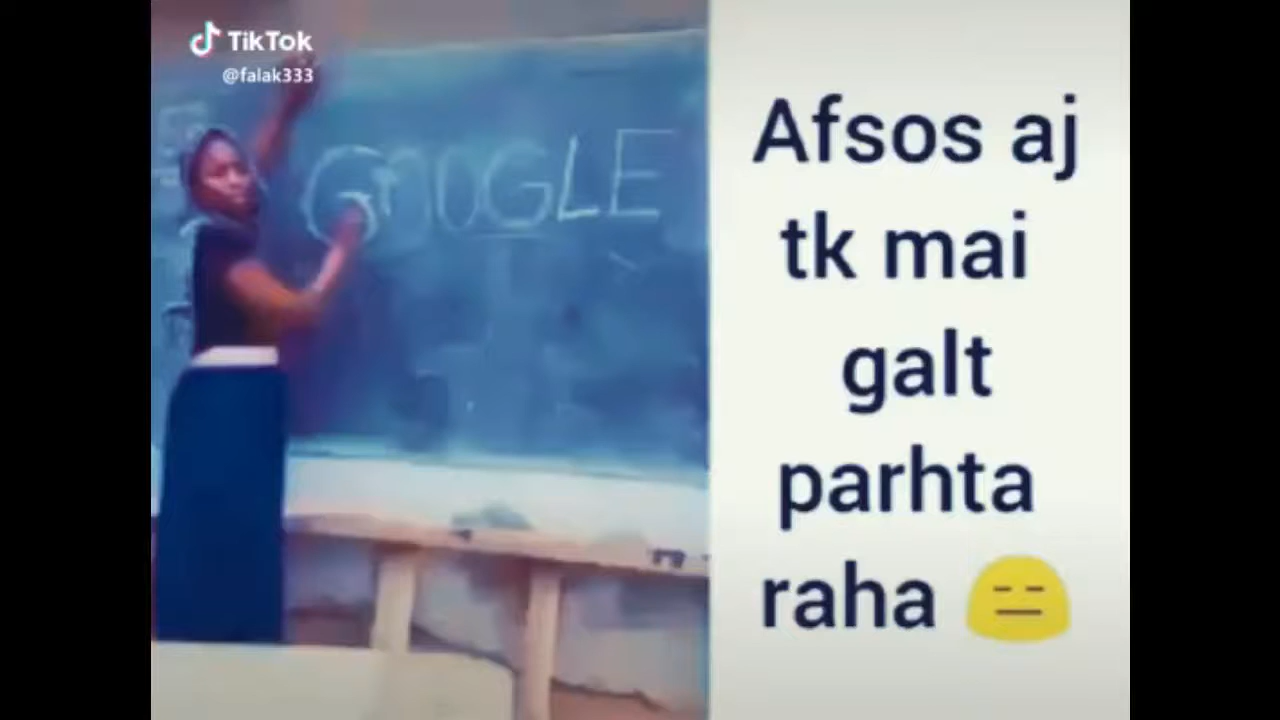 TikTok
@falak333
GOOGLE
Afsos aj
tk mai
galt
parhta
raha 😑